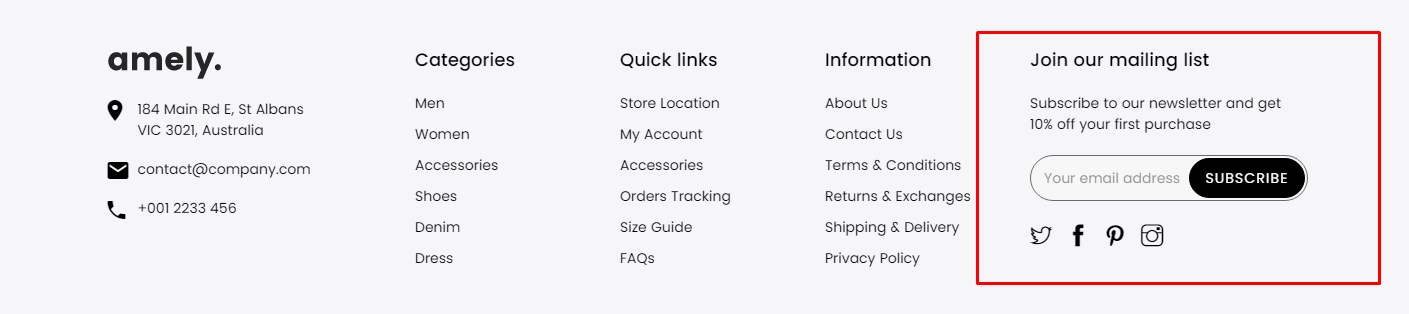 amely.
184 Main Rd E, St Albans
VIC 3021, Australia
contact@company.com
+001 2233 456
Categories
Men
Women
Accessories
Shoes
Denim
Dress
Quick links
Store Location
My Account
Accessories
Orders Tracking
Size Guide
FAQs
Information
About Us
Contact Us
Terms & Conditions
Returns & Exchanges
Shipping & Delivery
Privacy Policy
Join our mailing list
Subscribe to our newsletter and get
10% off your first purchase
Your email address
SUBSCRIBE